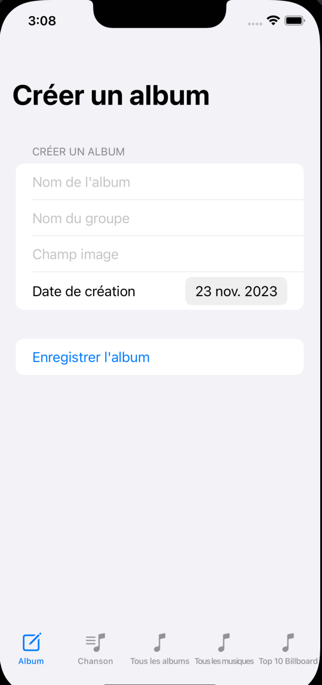 3:08
Créer un album
CRÉER UN ALBUM
Nom de l'album
Nom du groupe
Champ image
Date de création 23 nov. 2023
Enregistrer l'album
Album Chanson Tous les albums Tous les musiques Top 10 Billboard